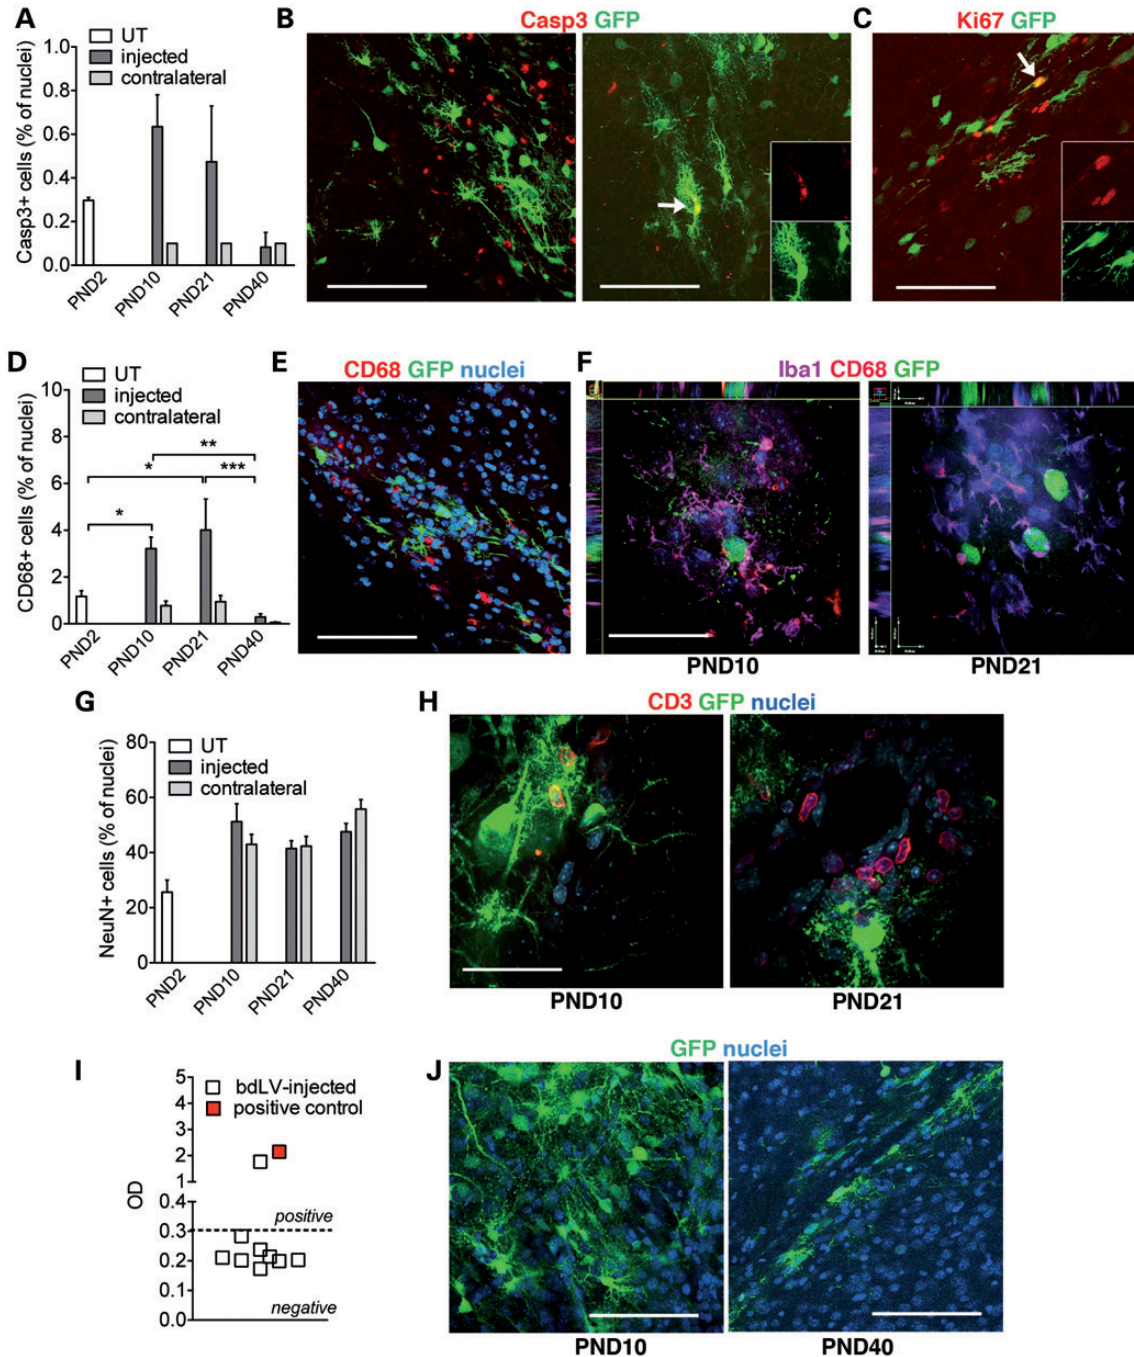 A
UT
injected
contralateral
Casp3+ cells (% of nuclei)
1.0
0.8
0.6
0.4
0.2
0.0
PND2
PND10
PND21
PND40
B
Casp3 GFP
C
Ki67 GFP
D
UT
injected
contralateral
CD68+ cells (% of nuclei)
10
8
6
4
2
0
*
*
**
***
PND2
PND10
PND21
PND40
E
CD68 GFP nuclei
F
Iba1 CD68 GFP
PND10
PND21
G
UT
injected
contralateral
NeuN+ cells (% of nuclei)
80
60
40
20
0
PND2
PND10
PND21
PND40
H
CD3 GFP nuclei
PND10
PND21
I
bdLV-injected
positive control
OD
5
4
3
2
1
0.4
0.3
0.2
0.1
0.0
positive
negative
J
GFP nuclei
PND10
PND40